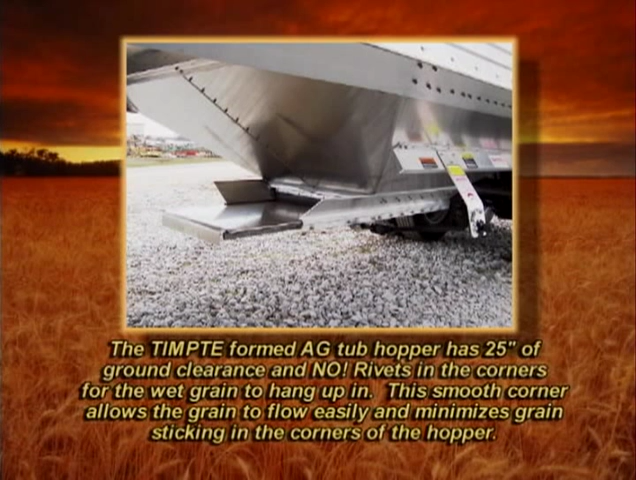 The TIMPTE formed AG tub hopper has 25" of
ground clearance and NO! Rivets in the corners
for the wet grain to hang up in. This smooth corner
allows the grain to flow easily and minimizes grain
sticking in the corners of the hopper.